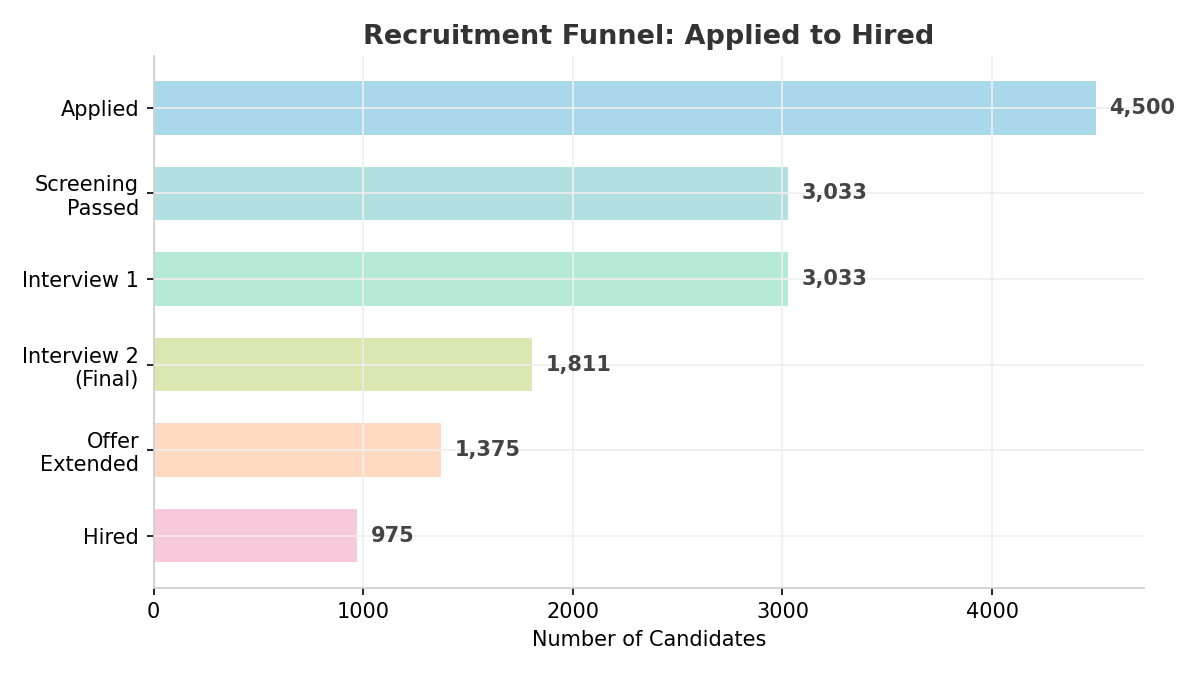 Recruitment Funnel: Applied to Hired
Applied
4,500
Screening
Passed
3,033
Interview 1
3,033
Interview 2
(Final)
1,811
Offer
Extended
1,375
Hired
975
0
1000
2000
3000
4000
Number of Candidates